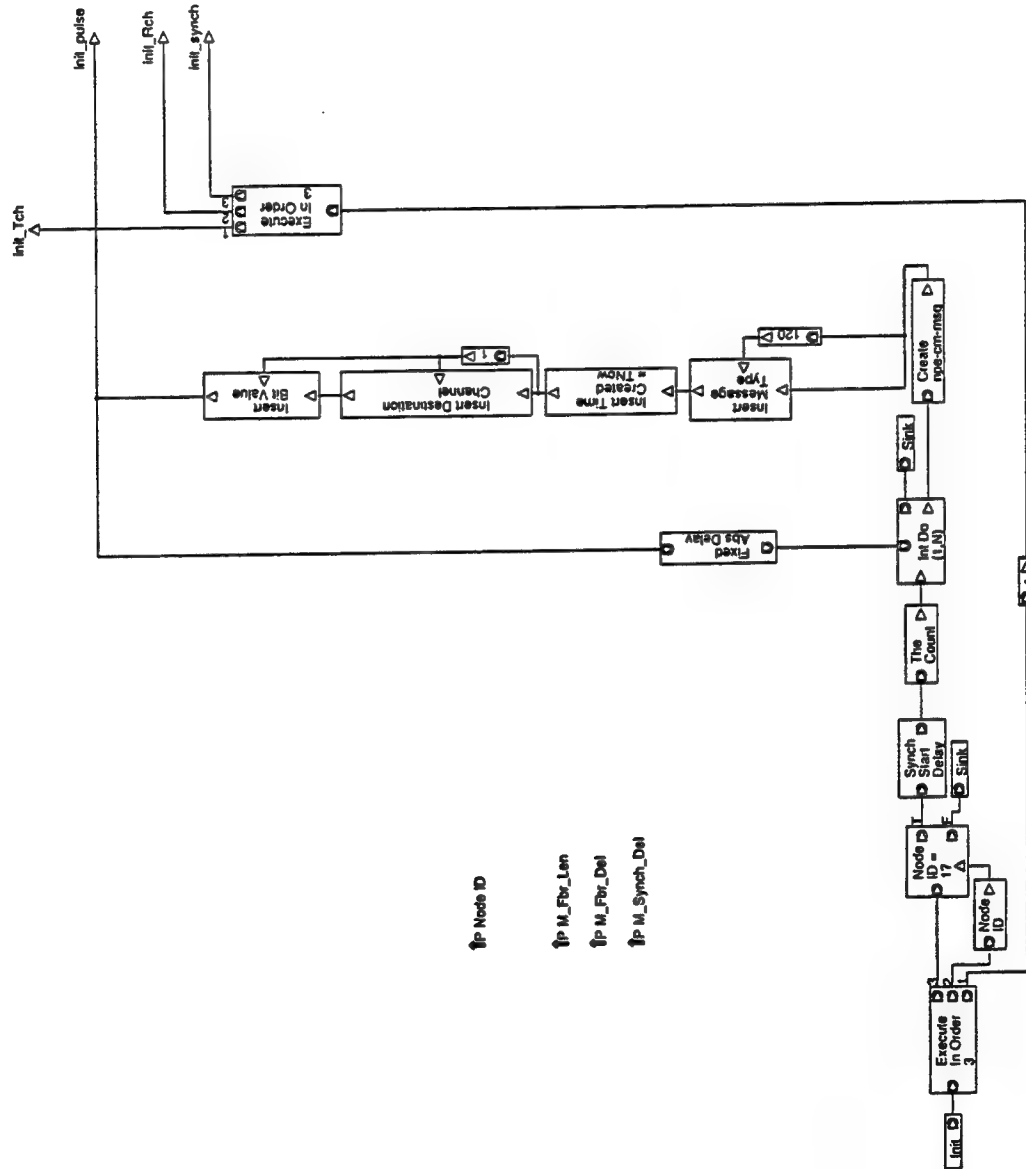 Init_Tch
Init_pulse
Init_Rch
Init_synch
1
2
3
Execute
In Order
3
Insert
Bit Value
Insert Destination
Channel
1
Insert Time
Created
= TNow
Insert
Message
Type
120
Create
npe-cm-msg
Sink
Int Do
(1,N)
Fixed
Abs Delay
The
Count
Synch
Start
Delay
Sink
T
F
Node
ID =
1?
Node
ID
3
2
1
Execute
In Order
3
Init
⇑P Node ID
⇑P M_Fbr_Len
⇑P M_Fbr_Del
⇑P M_Synch_Del